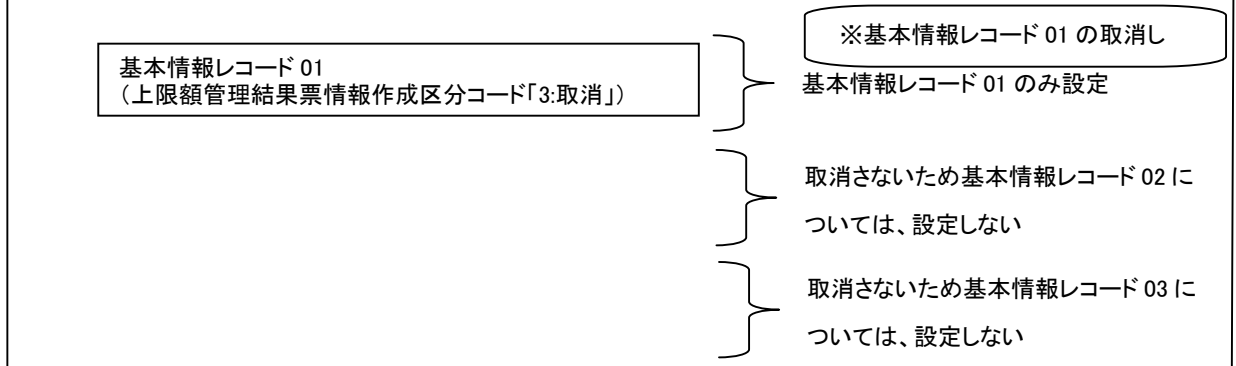 ※基本情報レコード 01 の取消し
基本情報レコード 01
（上限額管理結果票情報作成区分コード「3:取消」）
基本情報レコード 01 のみ設定
取消さないため基本情報レコード 02 に
ついては、設定しない
取消さないため基本情報レコード 03 に
ついては、設定しない